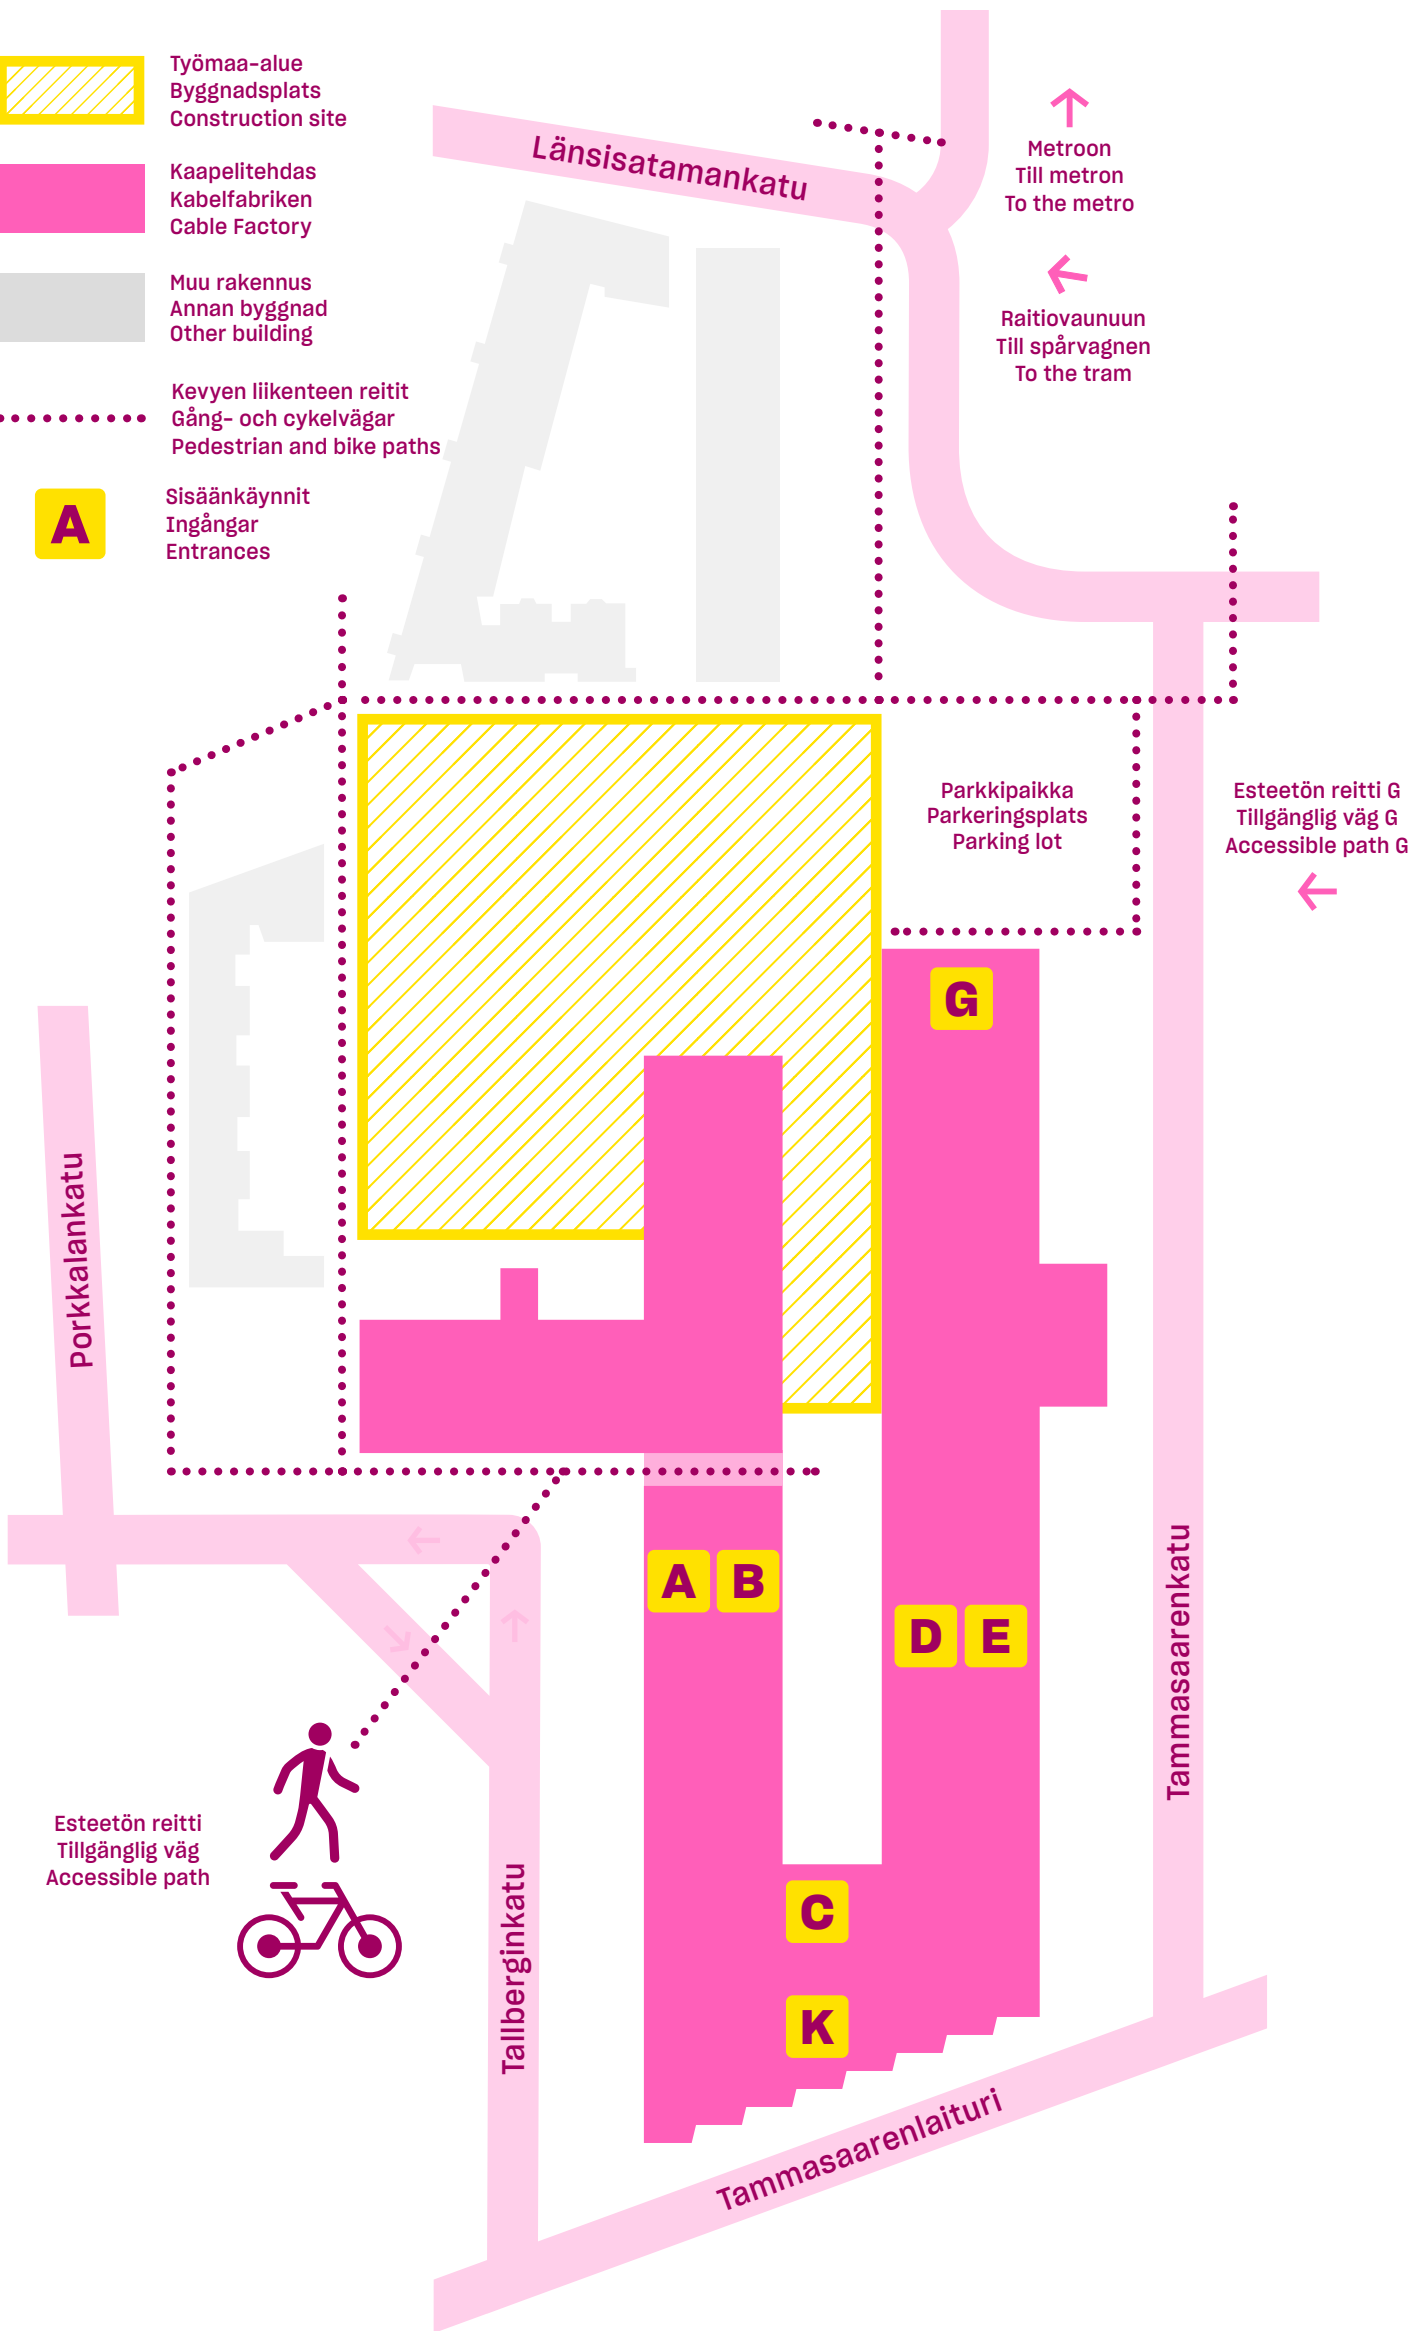 Työmaa-alue
Byggnadsplats
Construction site
Kaapelitehdas
Kabelfabriken
Cable Factory
Muu rakennus
Annan byggnad
Other building
Kevyen liikenteen reitit
Gång- och cykelvägar
Pedestrian and bike paths
A
Sisäänkäynnit
Ingångar
Entrances
Länsisatamankatu
Metroon
Till metron
To the metro
Raitiovaunuun
Till spårvagnen
To the tram
Parkkipaikka
Parkeringsplats
Parking lot
Esteetön reitti G
Tillgänglig väg G
Accessible path G
G
Porkkalankatu
A B
D E
Tammasaarenkatu
Esteetön reitti
Tillgänglig väg
Accessible path
Tallberginkatu
C
K
Tammasaarenlaituri